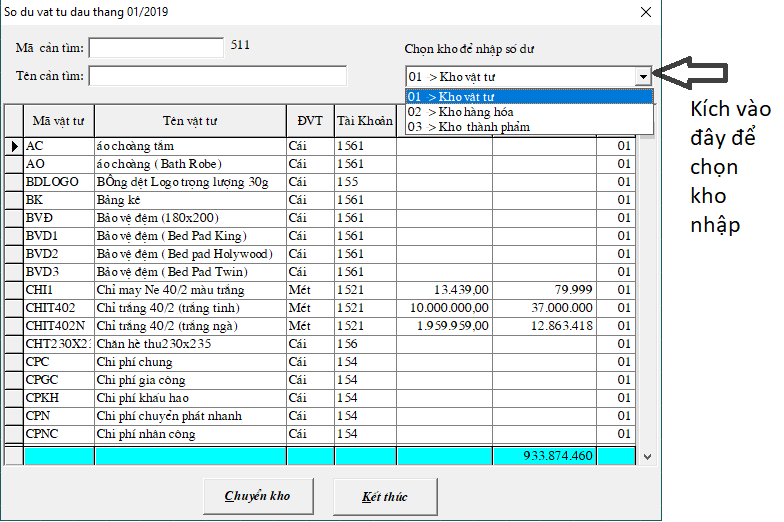 So du vat tu dau thang 01/2019
Mã cần tìm: 511
Tên cần tìm:
Chọn kho để nhập số dư
01 > Kho vật tư
01 > Kho vật tư
02 > Kho hàng hóa
03 > Kho thành phẩm
Kích vào
đây để
chọn
kho
nhập
Mã vật tư Tên vật tư ĐVT Tài Khoản
AC áo choàng tắm Cái 1561 01
AO áo choàng ( Bath Robe) Cái 1561 01
BDLOGO BÔng dệt Logo trọng lượng 30g Cái 155 01
BK Bảng kê Cái 1561 01
BVĐ Bảo vệ đệm (180x200) Cái 1561 01
BVD1 Bảo vệ đệm ( Bed Pad King) Cái 1561 01
BVD2 Bảo vệ đệm ( Bed pad Holywood) Cái 1561 01
BVD3 Bảo vệ đệm ( Bed Pad Twin) Cái 1561 01
CHI1 Chỉ may Ne 40/2 màu trắng Mét 1521 13.439,00 79.999 01
CHIT402 Chỉ trắng 40/2 (trắng tinh) Mét 1521 10.000.000,00 37.000.000 01
CHIT402N Chỉ trắng 40/2 (trắng ngà) Mét 1521 1.959.959,00 12.863.418 01
CHT230X23 Chăn hè thu230x235 Cái 156 01
CPC Chi phí chung Cái 154 01
CPGC Chi phí gia công Cái 154 01
CPKH Chi phí khấu hao Cái 154 01
CPN Chi phí chuyển phát nhanh Cái 154 01
CPNC Chi phí nhân công Cái 154 01
933.874.460
Chuyển kho Kết thúc